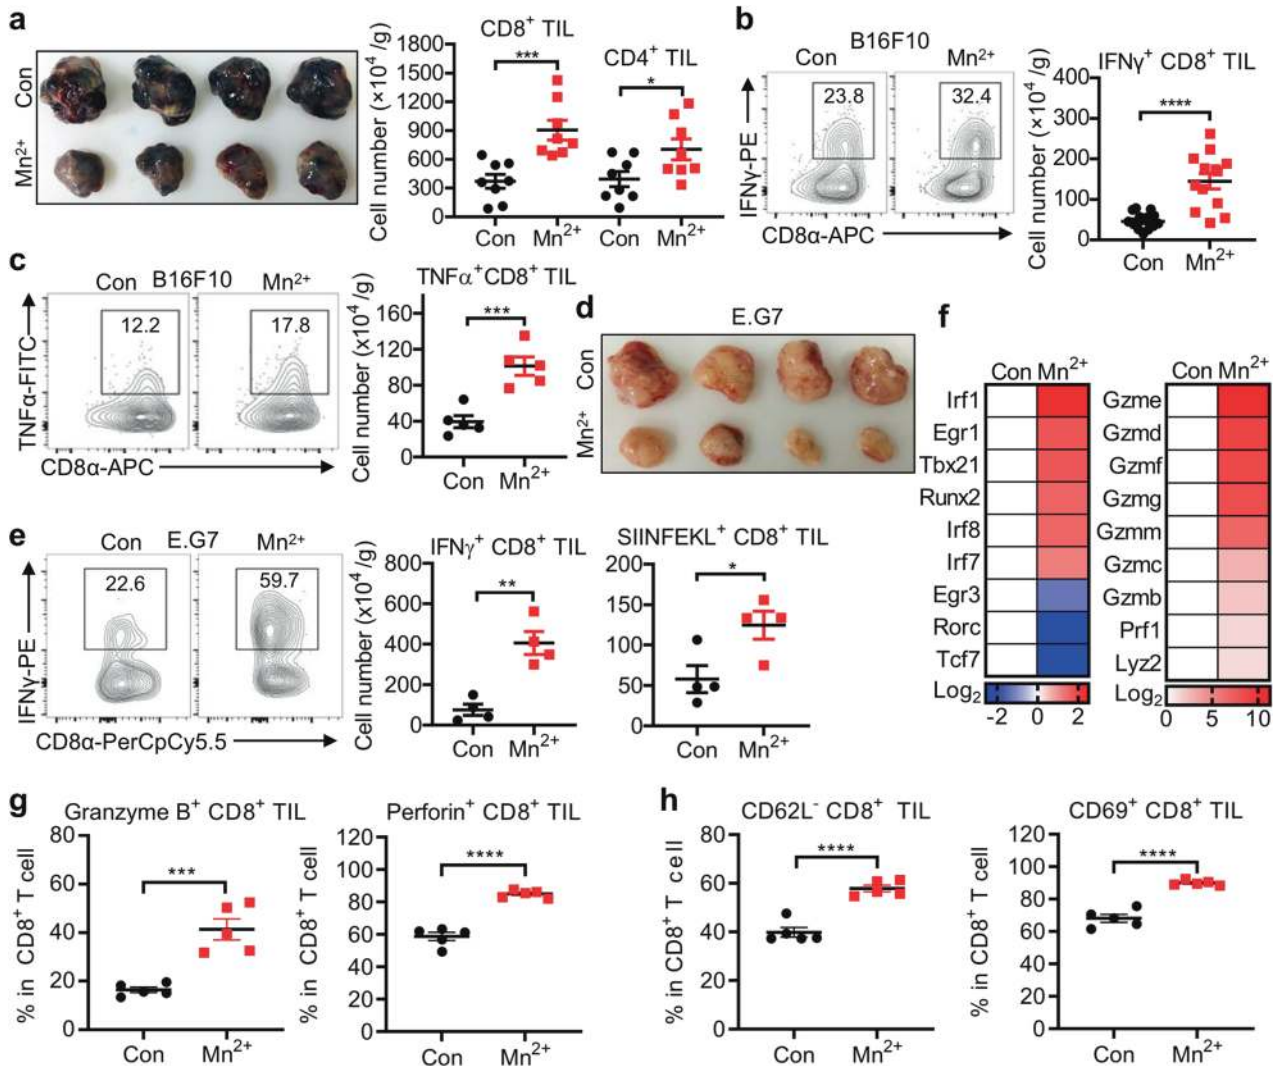 a
Con
Mn²⁺
CD8⁺ TIL
CD4⁺ TIL
***
*
Cell number (×10⁴ /g)
1800
1500
1200
900
600
300
0
Con Mn²⁺ Con Mn²⁺
b
B16F10
Con Mn²⁺
23.8 32.4
IFNγ-PE
CD8α-APC
IFNγ⁺ CD8⁺ TIL
****
Cell number (×10⁴ /g)
400
300
200
100
0
Con Mn²⁺
c
Con B16F10 Mn²⁺
12.2 17.8
TNFα-FITC
CD8α-APC
TNFα⁺CD8⁺ TIL
***
Cell number (x10⁴ /g)
160
120
80
40
0
Con Mn²⁺
d
E.G7
Con
Mn²⁺
e
Con E.G7 Mn²⁺
22.6 59.7
IFNγ-PE
CD8α-PerCpCy5.5
IFNγ⁺ CD8⁺ TIL
**
Cell number (x10⁴ /g)
800
600
400
200
0
Con Mn²⁺
SIINFEKL⁺ CD8⁺ TIL
*
200
150
100
50
0
Con Mn²⁺
f
Con Mn²⁺
Irf1
Egr1
Tbx21
Runx2
Irf8
Irf7
Egr3
Rorc
Tcf7
Log₂
-2 0 2
Con Mn²⁺
Gzme
Gzmd
Gzmf
Gzmg
Gzmm
Gzmc
Gzmb
Prf1
Lyz2
Log₂
0 5 10
g
Granzyme B⁺ CD8⁺ TIL
***
% in CD8⁺ T cell
80
60
40
20
0
Con Mn²⁺
Perforin⁺ CD8⁺ TIL
****
% in CD8⁺ T cell
120
100
80
60
40
20
0
Con Mn²⁺
h
CD62L⁻ CD8⁺ TIL
****
% in CD8⁺ T cell
80
60
40
20
0
Con Mn²⁺
CD69⁺ CD8⁺ TIL
****
% in CD8⁺ T cell
120
100
80
60
40
20
0
Con Mn²⁺